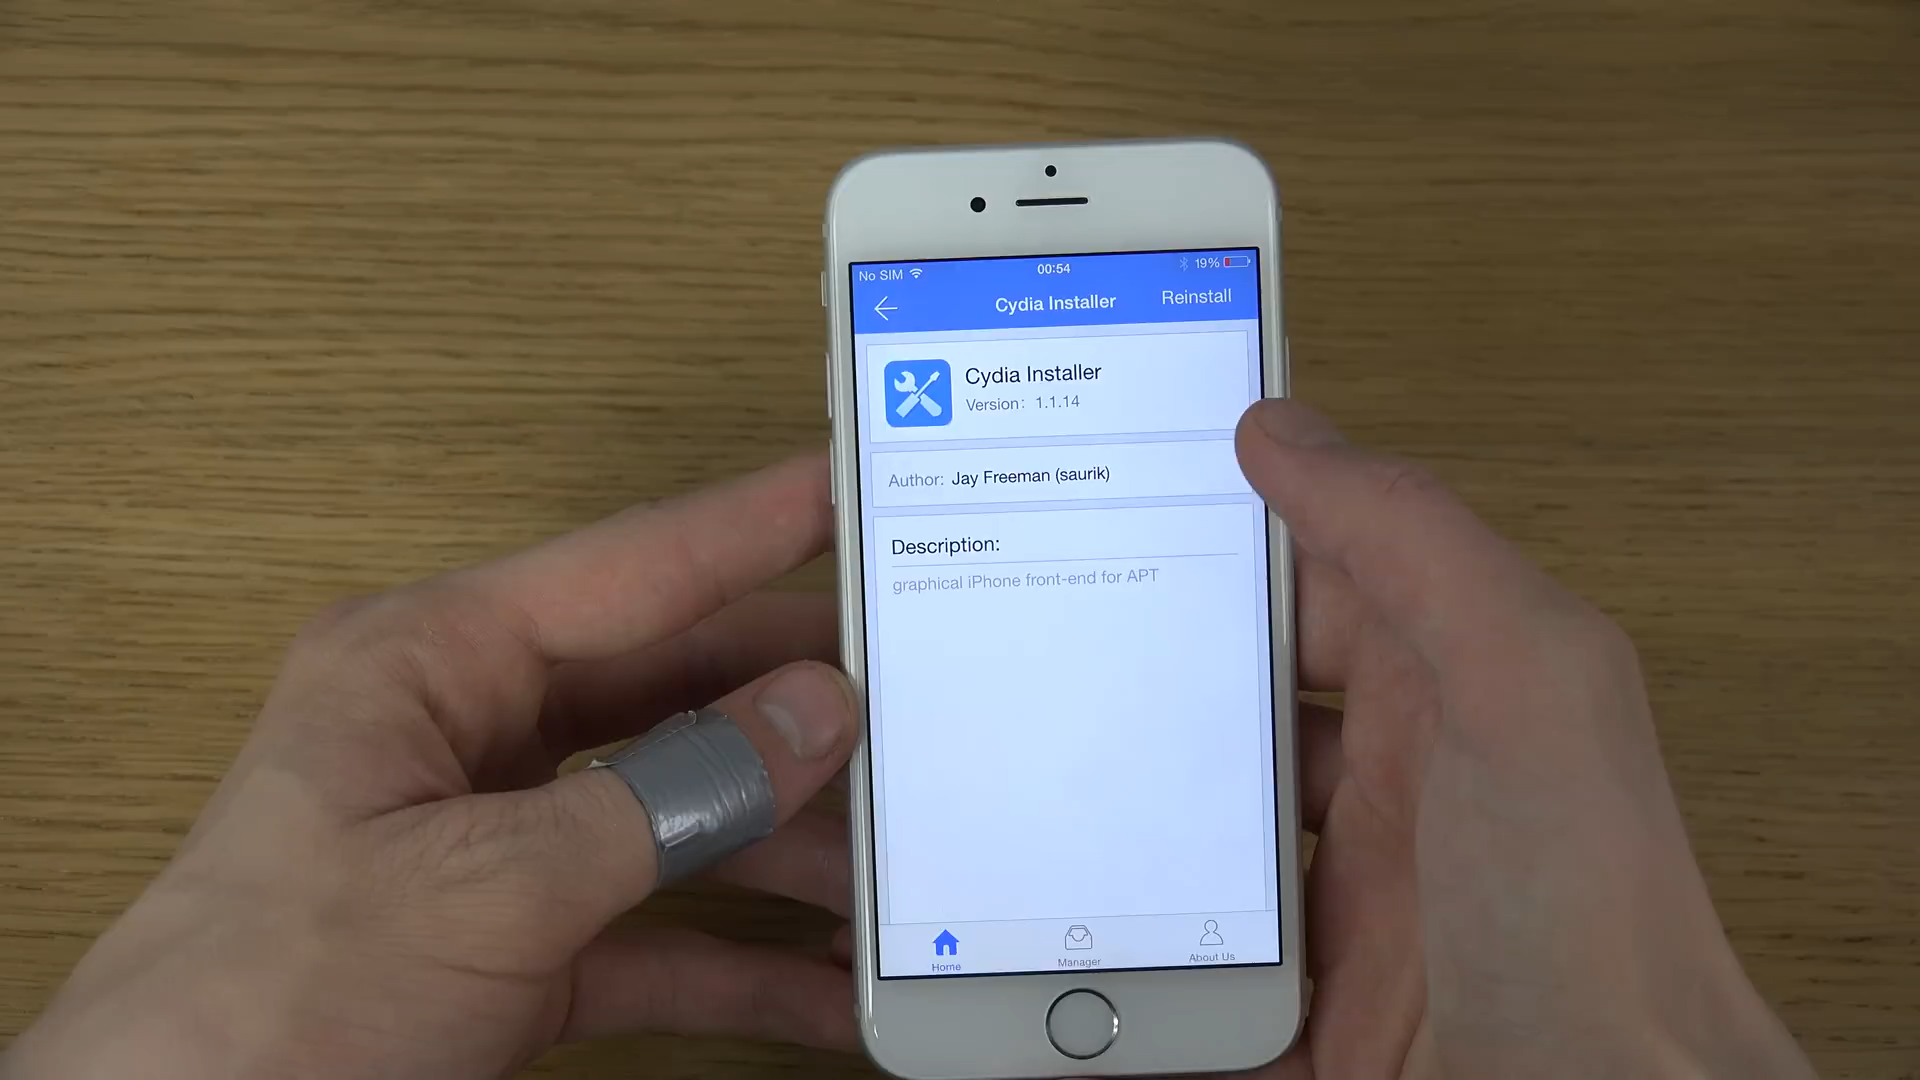 No SIM 00:54 19%
Cydia Installer Reinstall
Cydia Installer
Version: 1.1.14
Author: Jay Freeman (saurik)
Description:
graphical iPhone front-end for APT
Home Manager About Us